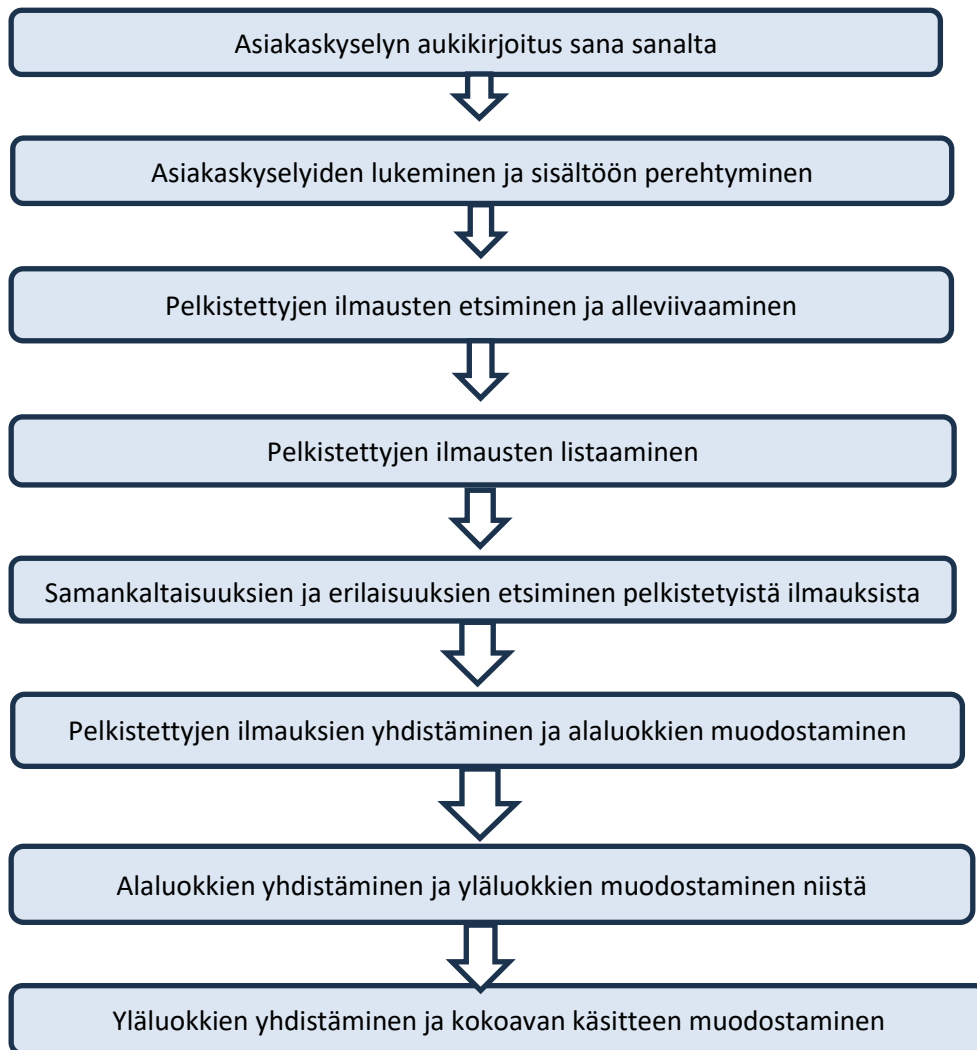 Asiakaskyselyn aukikirjoitus sana sanalta
Asiakaskyselyiden lukeminen ja sisältöön perehtyminen
Pelkistettyjen ilmausten etsiminen ja alleviivaaminen
Pelkistettyjen ilmausten listaaminen
Samankaltaisuuksien ja erilaisuuksien etsiminen pelkistetyistä ilmauksista
Pelkistettyjen ilmauksien yhdistäminen ja alaluokkien muodostaminen
Alaluokkien yhdistäminen ja yläluokkien muodostaminen niistä
Yläluokkien yhdistäminen ja kokoavan käsitteen muodostaminen